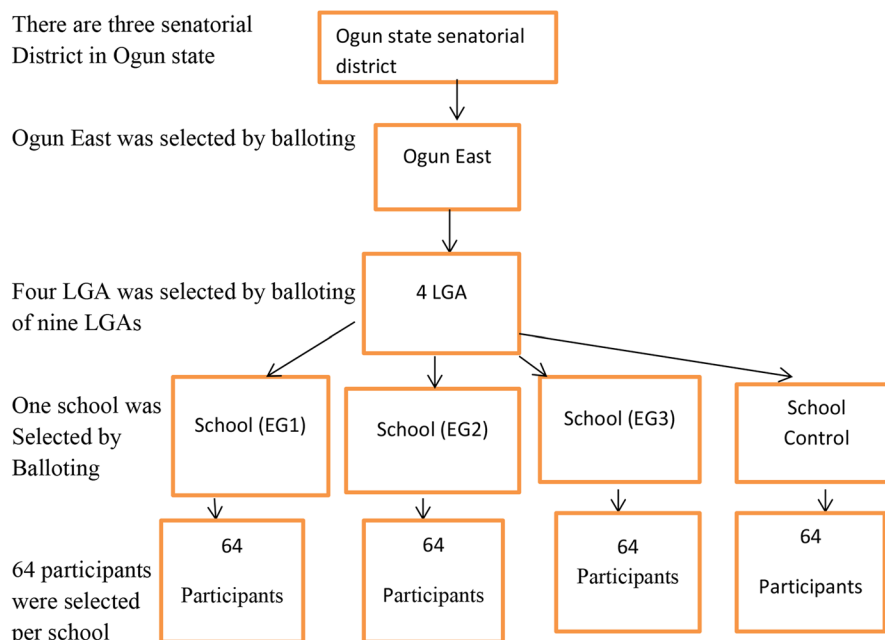 There are three senatorial
District in Ogun state
Ogun state senatorial
district
Ogun East was selected by balloting
Ogun East
Four LGA was selected by balloting
of nine LGAs
4 LGA
One school was
Selected by
Balloting
School (EG1)
School (EG2)
School (EG3)
School
Control
64 participants
were selected
per school
64
Participants
64
Participants
64
Participants
64
Participants